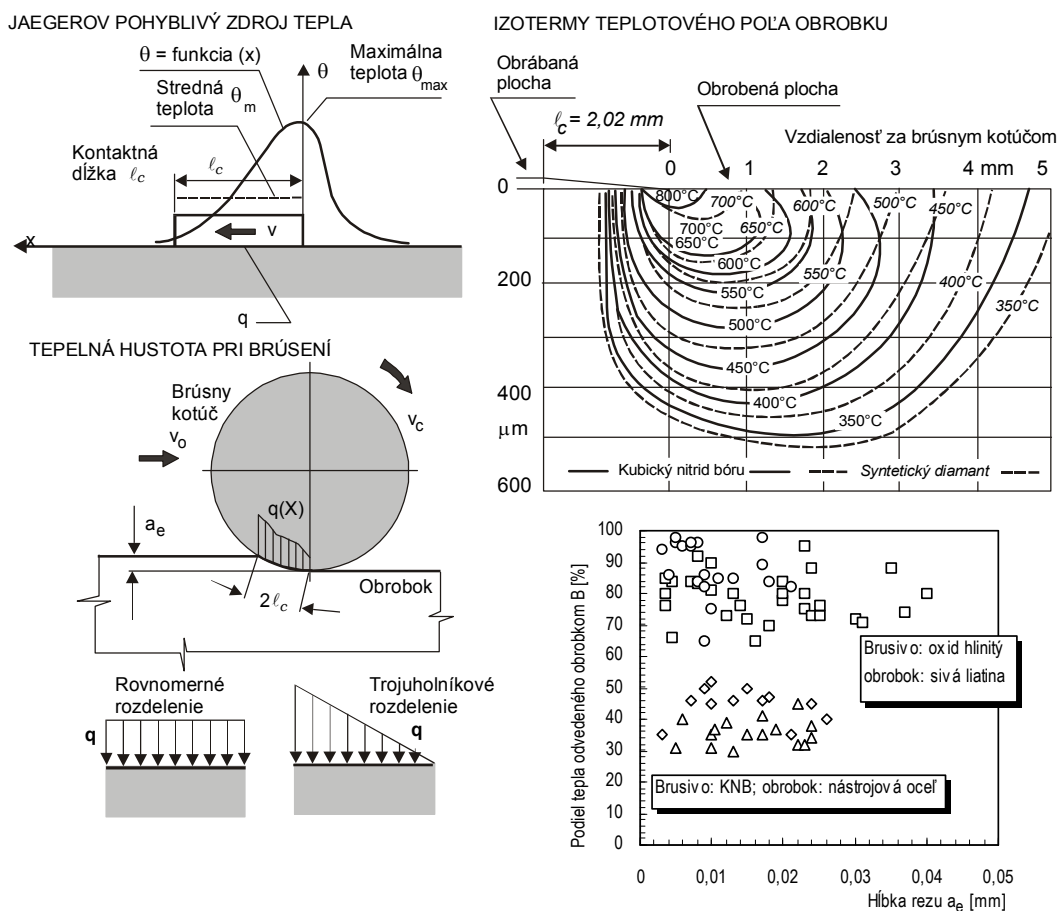 JAEGEROV POHYBLIVÝ ZDROJ TEPLA
θ = funkcia (x)
θ
Maximálna
teplota θmax
Stredná
teplota θm
Kontaktná
dĺžka ℓc
ℓc
x
v
q
TEPELNÁ HUSTOTA PRI BRÚSENÍ
Brúsny
kotúč
vo
vc
q(X)
ae
Obrobok
2ℓc
Rovnomerné
rozdelenie
q
Trojuholníkové
rozdelenie
q
IZOTERMY TEPLOTOVÉHO POĽA OBROBKU
Obrábaná
plocha
Obrobená plocha
ℓc = 2,02 mm
Vzdialenosť za brúsnym kotúčom
0 1 2 3 4 mm 5
0
200
400
µm
600
800°C
700°C
600°C
500°C
450°C
700°C
650°C
650°C
600°C
550°C
550°C
400°C
350°C
500°C
450°C
400°C
350°C
Kubický nitrid bóru
Syntetický diamant
Podiel tepla odvedeného obrobkom B [%]
100
90
80
70
60
50
40
30
20
10
0
Brusivo: oxid hlinitý
obrobok: sivá liatina
Brusivo: KNB; obrobok: nástrojová oceľ
0 0,01 0,02 0,03 0,04 0,05
Hĺbka rezu ae [mm]